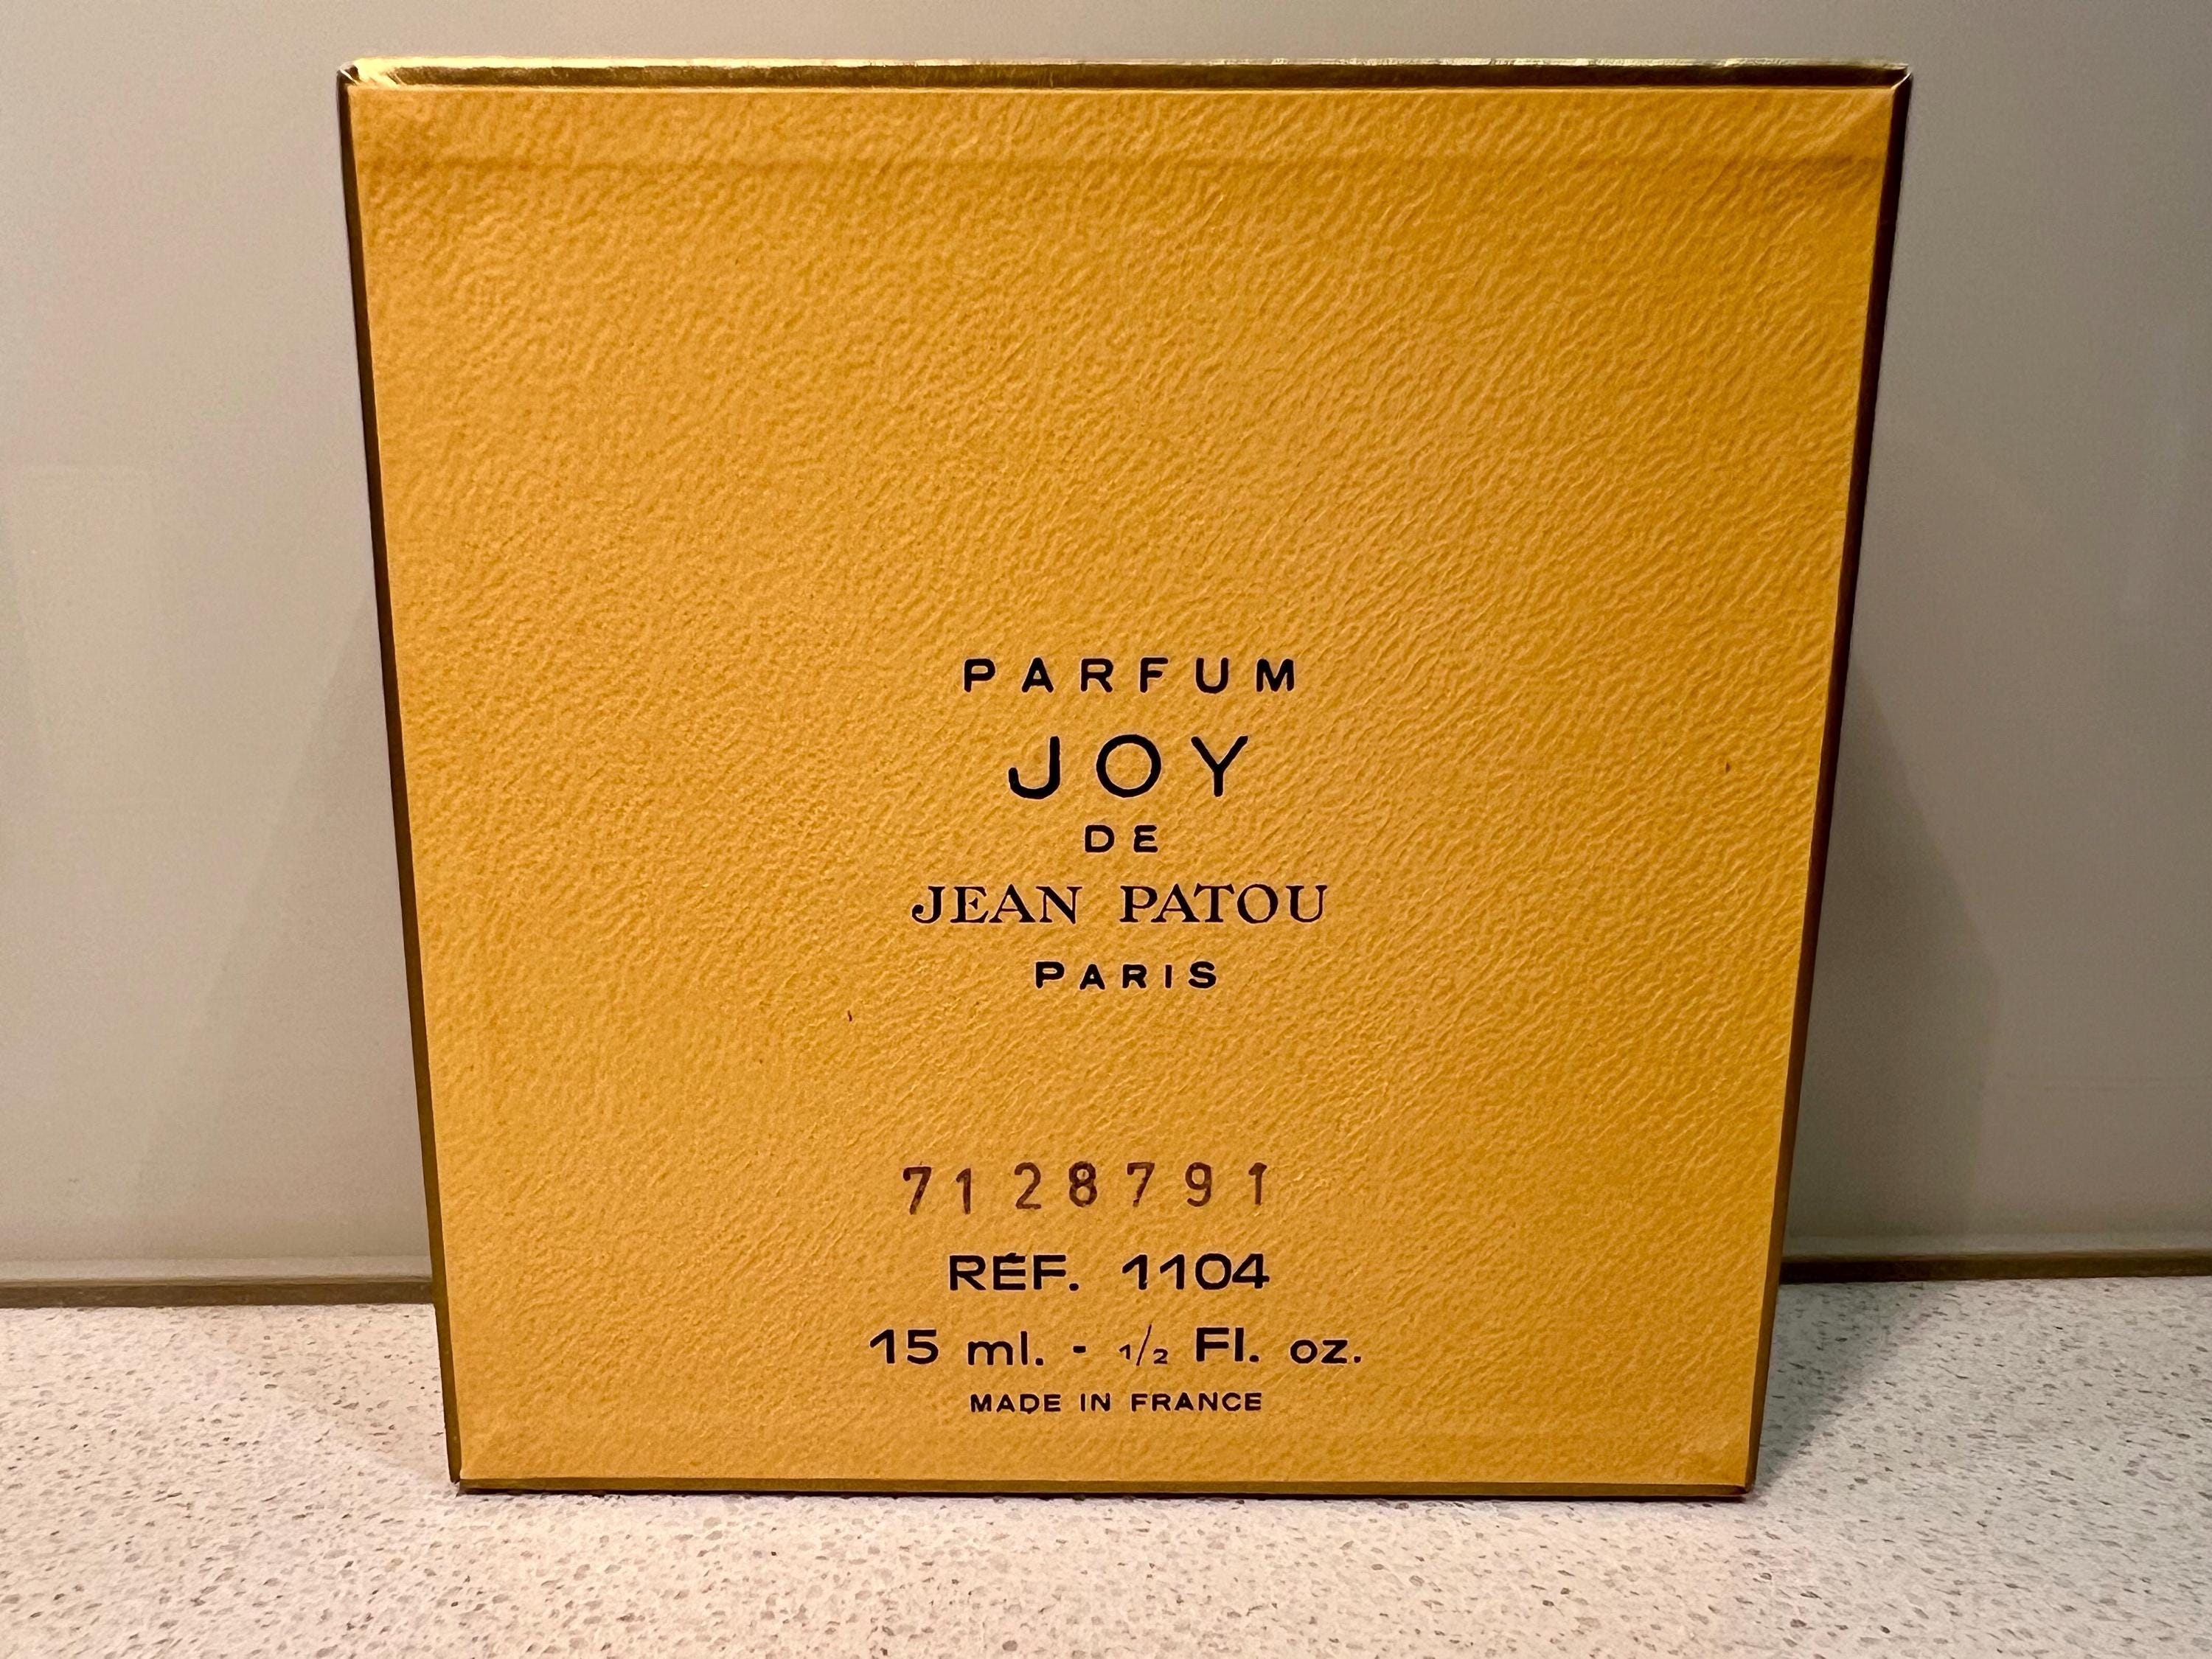 PARFUM
JOY
DE
JEAN PATOU
PARIS
7128791
RÉF. 1104
15 ml. - 1/2 Fl. oz.
MADE IN FRANCE